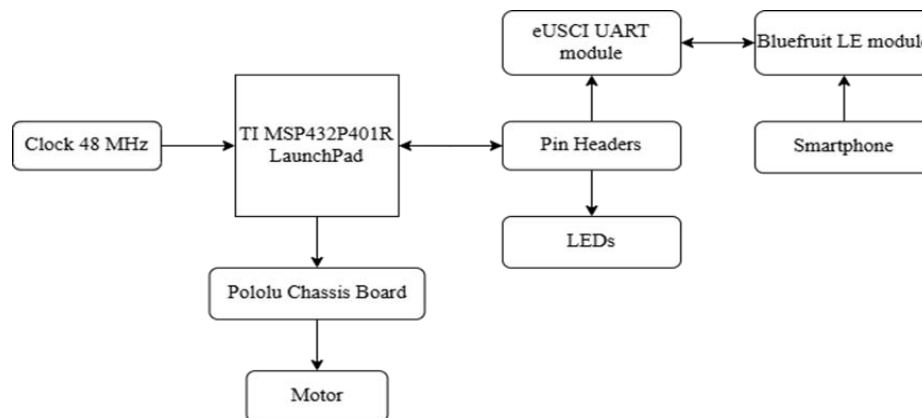 eUSCI UART
module
Bluefruit LE module
Clock 48 MHz
TI MSP432P401R
LaunchPad
Pin Headers
Smartphone
LEDs
Pololu Chassis Board
Motor